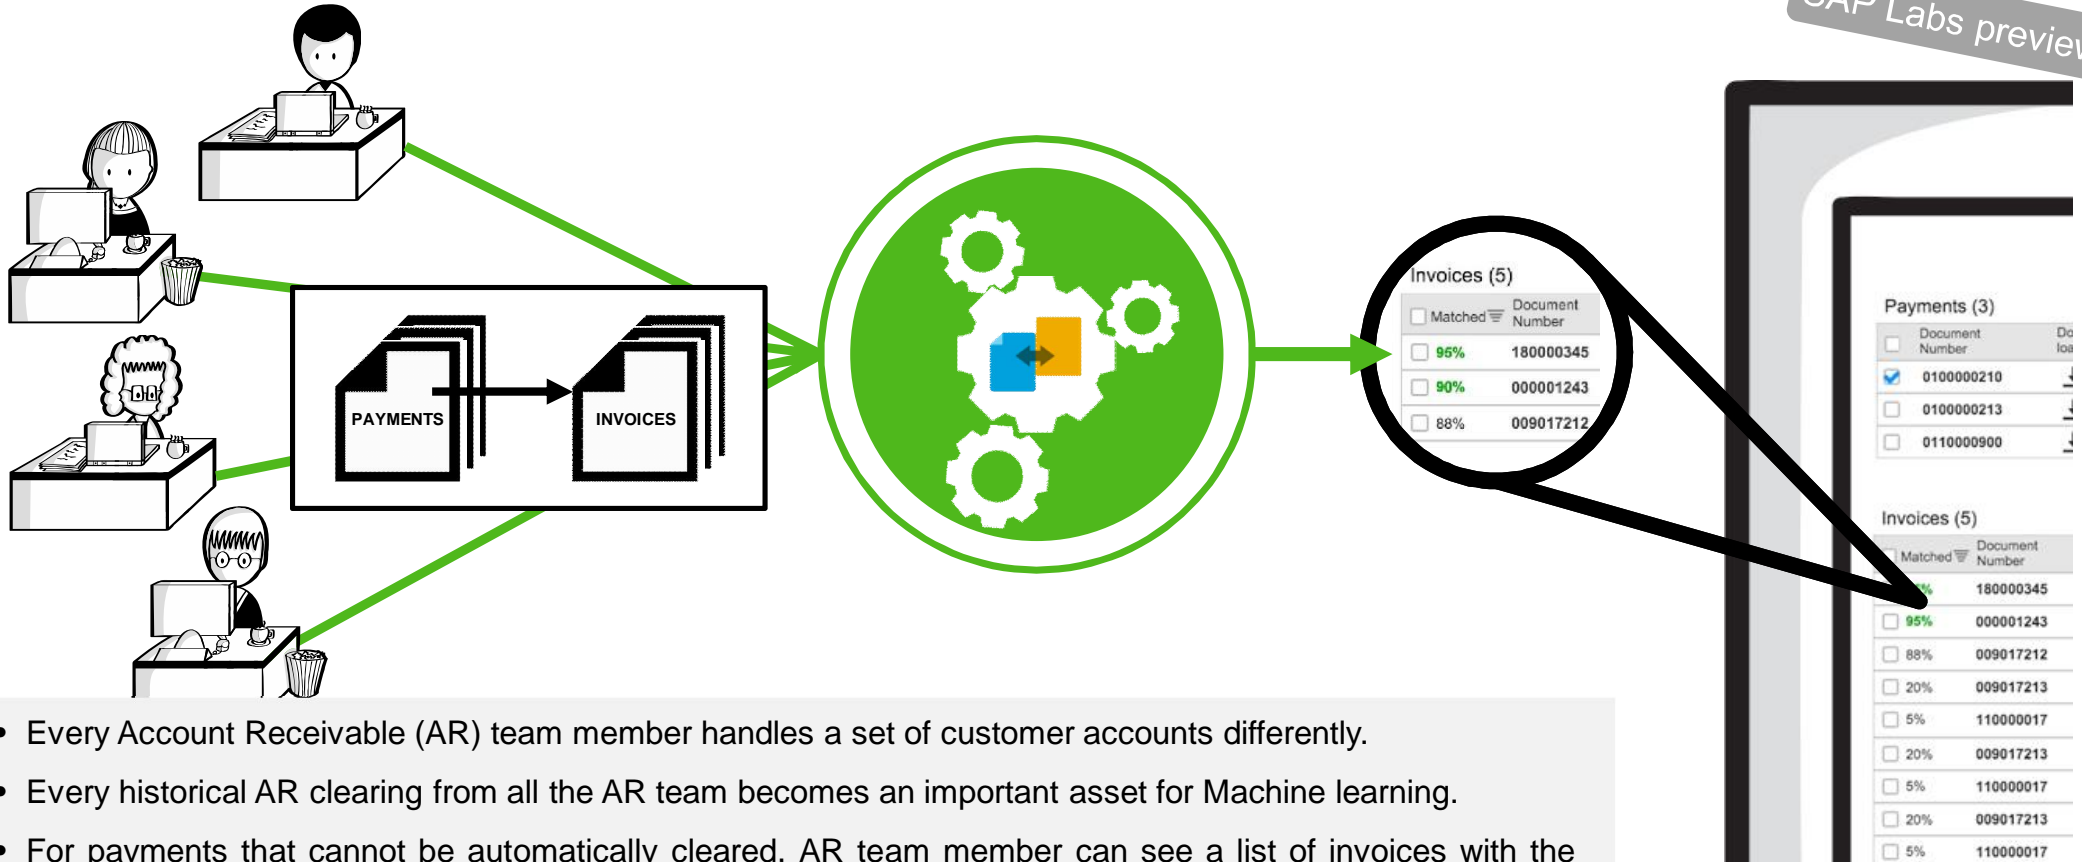 SAP Labs preview
Invoices (5)
Matched Document Number
95% 180000345
90% 000001243
88% 009017212
PAYMENTS
INVOICES
Payments (3)
Document Number
0100000210
0100000213
0110000900
Invoices (5)
Matched Document Number
180000345
95% 000001243
88% 009017212
20% 009017213
5% 110000017
20% 009017213
5% 110000017
20% 009017213
5% 110000017
• Every Account Receivable (AR) team member handles a set of customer accounts differently.
• Every historical AR clearing from all the AR team becomes an important asset for Machine learning.
• For payments that cannot be automatically cleared, AR team member can see a list of invoices with the